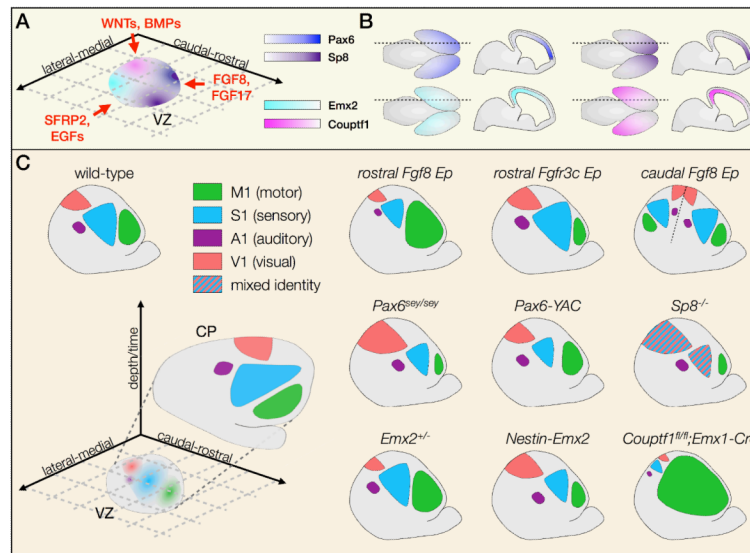 A
WNTs, BMPs
lateral-medial
caudal-rostral
FGF8,
FGF17
SFRP2,
EGFs
VZ
Pax6
Sp8
Emx2
Couptf1
B
C
wild-type
M1 (motor)
S1 (sensory)
A1 (auditory)
V1 (visual)
mixed identity
rostral Fgf8 Ep
rostral Fgfr3c Ep
caudal Fgf8 Ep
Pax6sey/sey
Pax6-YAC
Sp8-/-
depth/time
CP
lateral-medial
caudal-rostral
VZ
Emx2+/-
Nestin-Emx2
Couptf1fl/fl;Emx1-Cr